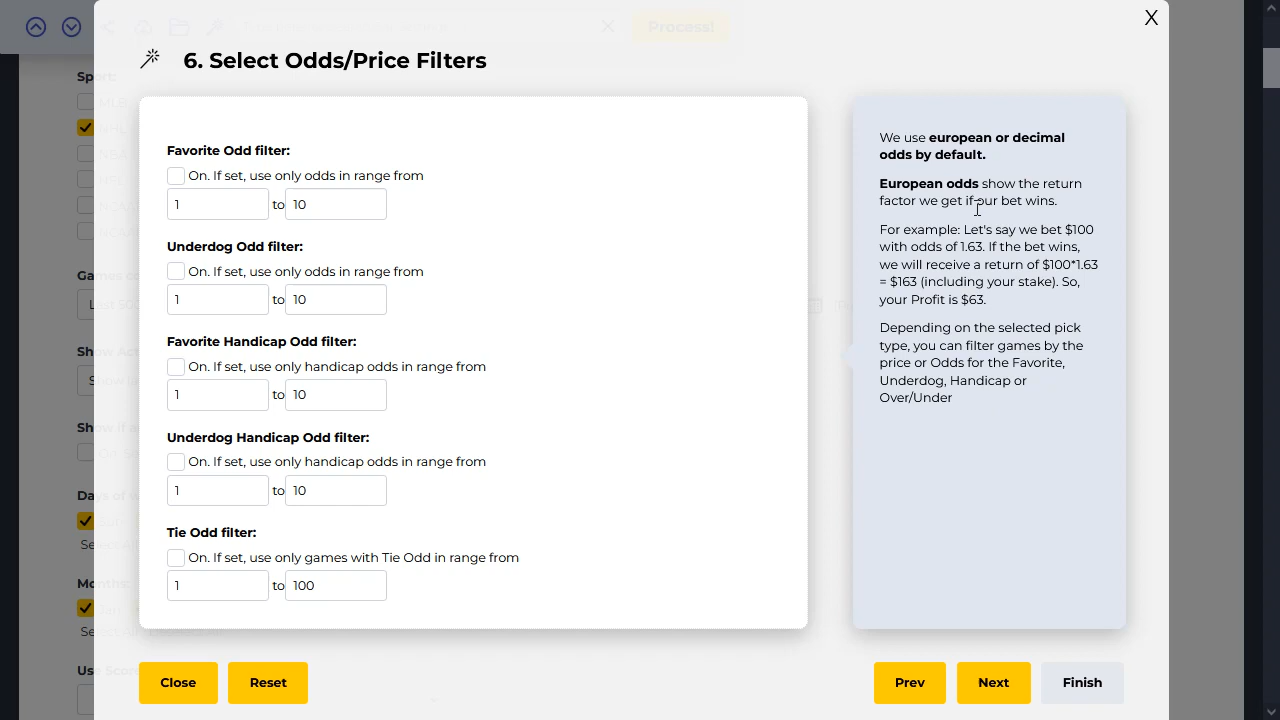 Process!
X
6. Select Odds/Price Filters
Sport:
MLB
NHL
NBA
NFL
Favorite Odd filter:
On. If set, use only odds in range from
1 to 10
Underdog Odd filter:
On. If set, use only odds in range from
1 to 10
Favorite Handicap Odd filter:
On. If set, use only handicap odds in range from
1 to 10
Underdog Handicap Odd filter:
On. If set, use only handicap odds in range from
1 to 10
Tie Odd filter:
On. If set, use only games with Tie Odd in range from
1 to 100
We use european or decimal
odds by default.
European odds show the return
factor we get if our bet wins.
For example: Let's say we bet $100
with odds of 1.63. If the bet wins,
we will receive a return of $100*1.63
= $163 (including your stake). So,
your Profit is $63.
Depending on the selected pick
type, you can filter games by the
price or Odds for the Favorite,
Underdog, Handicap or
Over/Under
Months:
Close
Reset
Prev
Next
Finish